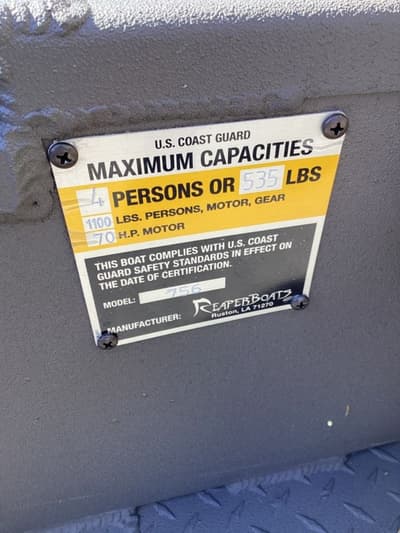 U.S. COAST GUARD
MAXIMUM CAPACITIES
4 PERSONS OR 535 LBS
1100 LBS. PERSONS, MOTOR, GEAR
70 H.P. MOTOR
THIS BOAT COMPLIES WITH U.S. COAST
GUARD SAFETY STANDARDS IN EFFECT ON
THE DATE OF CERTIFICATION.
MODEL: 756
MANUFACTURER: REAPERBOATS
Ruston, LA 71270